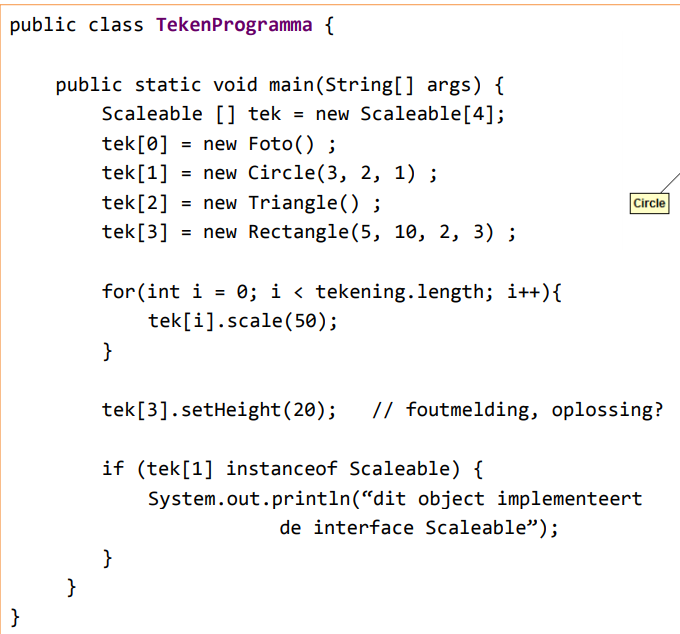 public class TekenProgramma {
public static void main(String[] args) {
Scaleable [] tek = new Scaleable[4];
tek[0] = new Foto() ;
tek[1] = new Circle(3, 2, 1) ;
tek[2] = new Triangle() ;
tek[3] = new Rectangle(5, 10, 2, 3) ;
Circle
for(int i = 0; i < tekening.length; i++){
tek[i].scale(50);
}
tek[3].setHeight(20);   // foutmelding, oplossing?
if (tek[1] instanceof Scaleable) {
System.out.println(“dit object implementeert
de interface Scaleable”);
}
}
}